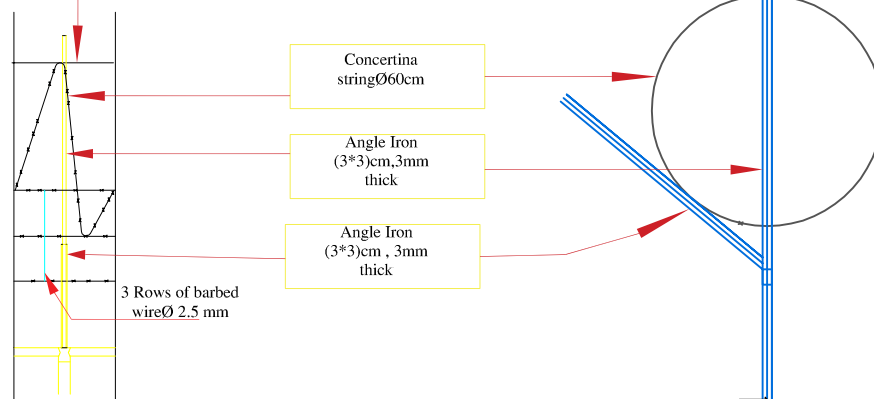 Concertina
stringØ60cm
Angle Iron
(3*3)cm,3mm
thick
Angle Iron
(3*3)cm , 3mm
thick
3 Rows of barbed
wireØ 2.5 mm